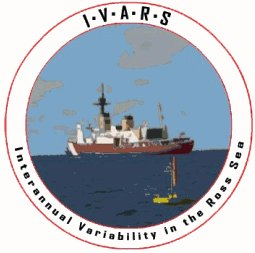 I·V·A·R·S
Interannual Variability in the Ross Sea